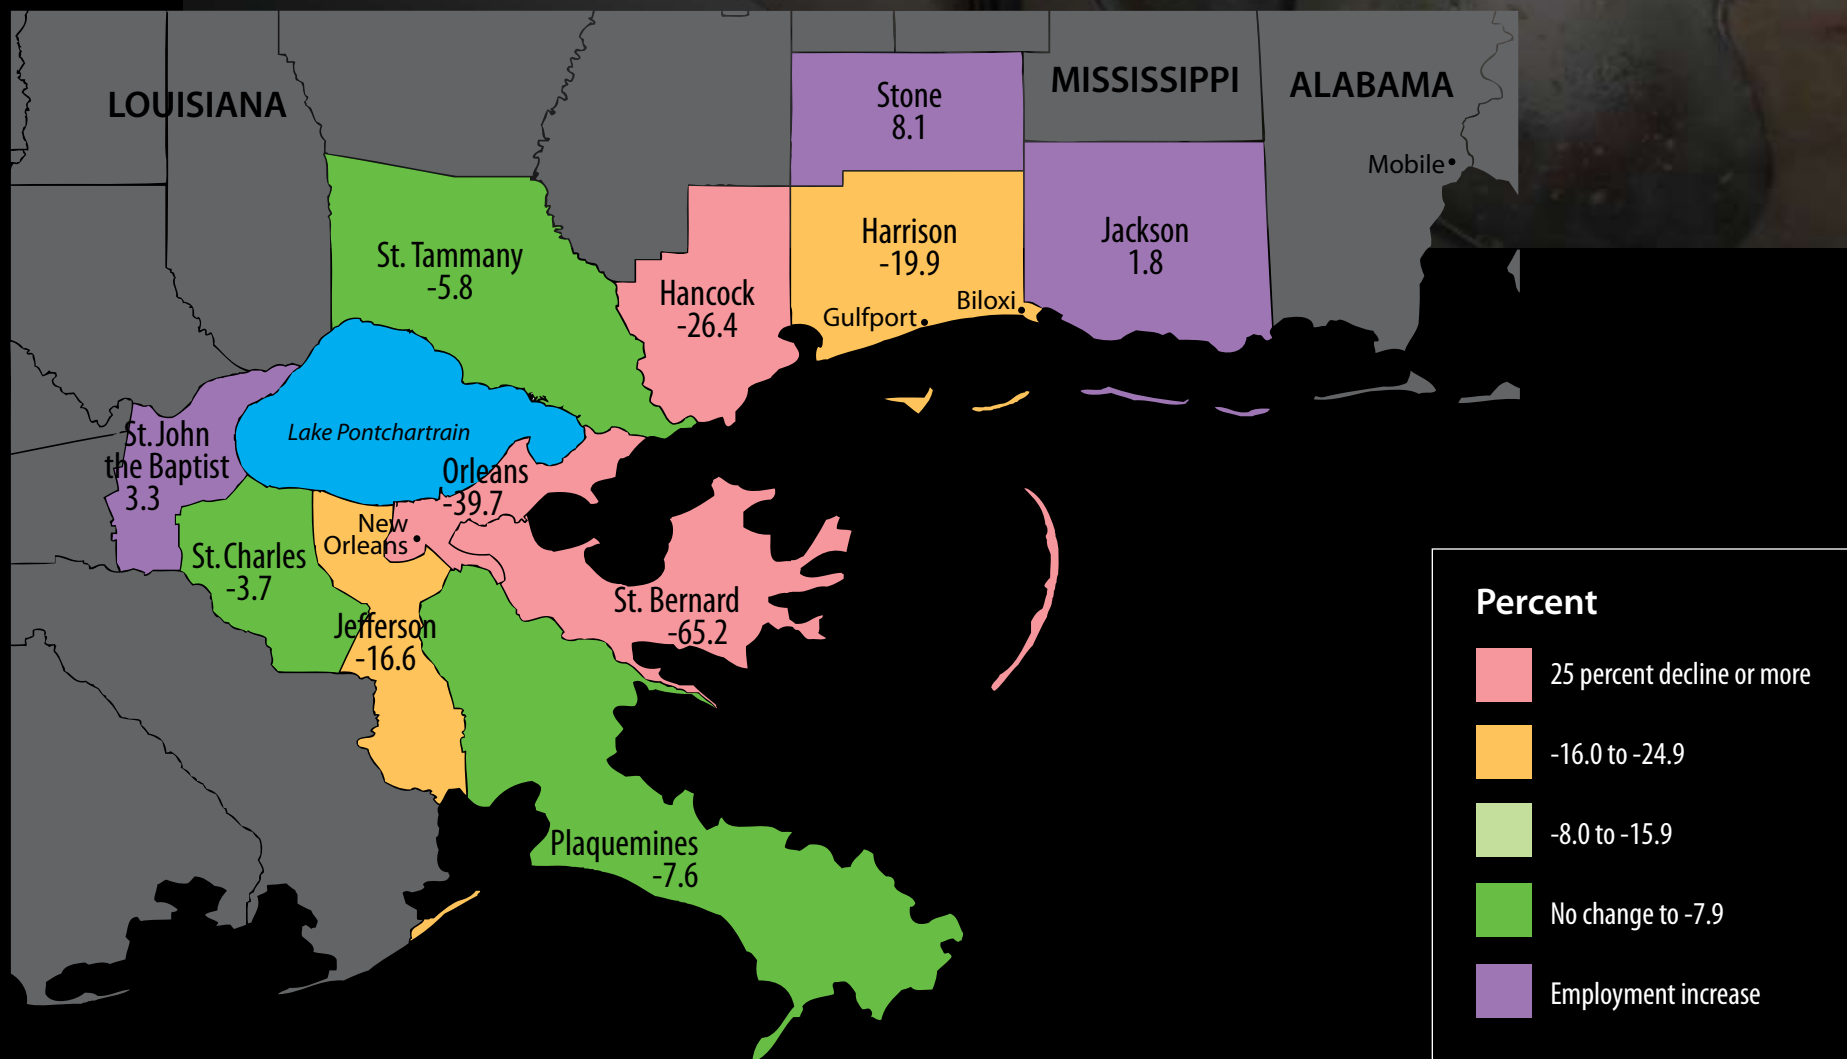 LOUISIANA
MISSISSIPPI
ALABAMA
Mobile
Stone
8.1
St. Tammany
-5.8
Hancock
-26.4
Harrison
-19.9
Gulfport
Biloxi
Jackson
1.8
St. John
the Baptist
3.3
Lake Pontchartrain
Orleans
-39.7
New
Orleans
St. Charles
-3.7
Jefferson
-16.6
St. Bernard
-65.2
Plaquemines
-7.6
Percent
25 percent decline or more
-16.0 to -24.9
-8.0 to -15.9
No change to -7.9
Employment increase